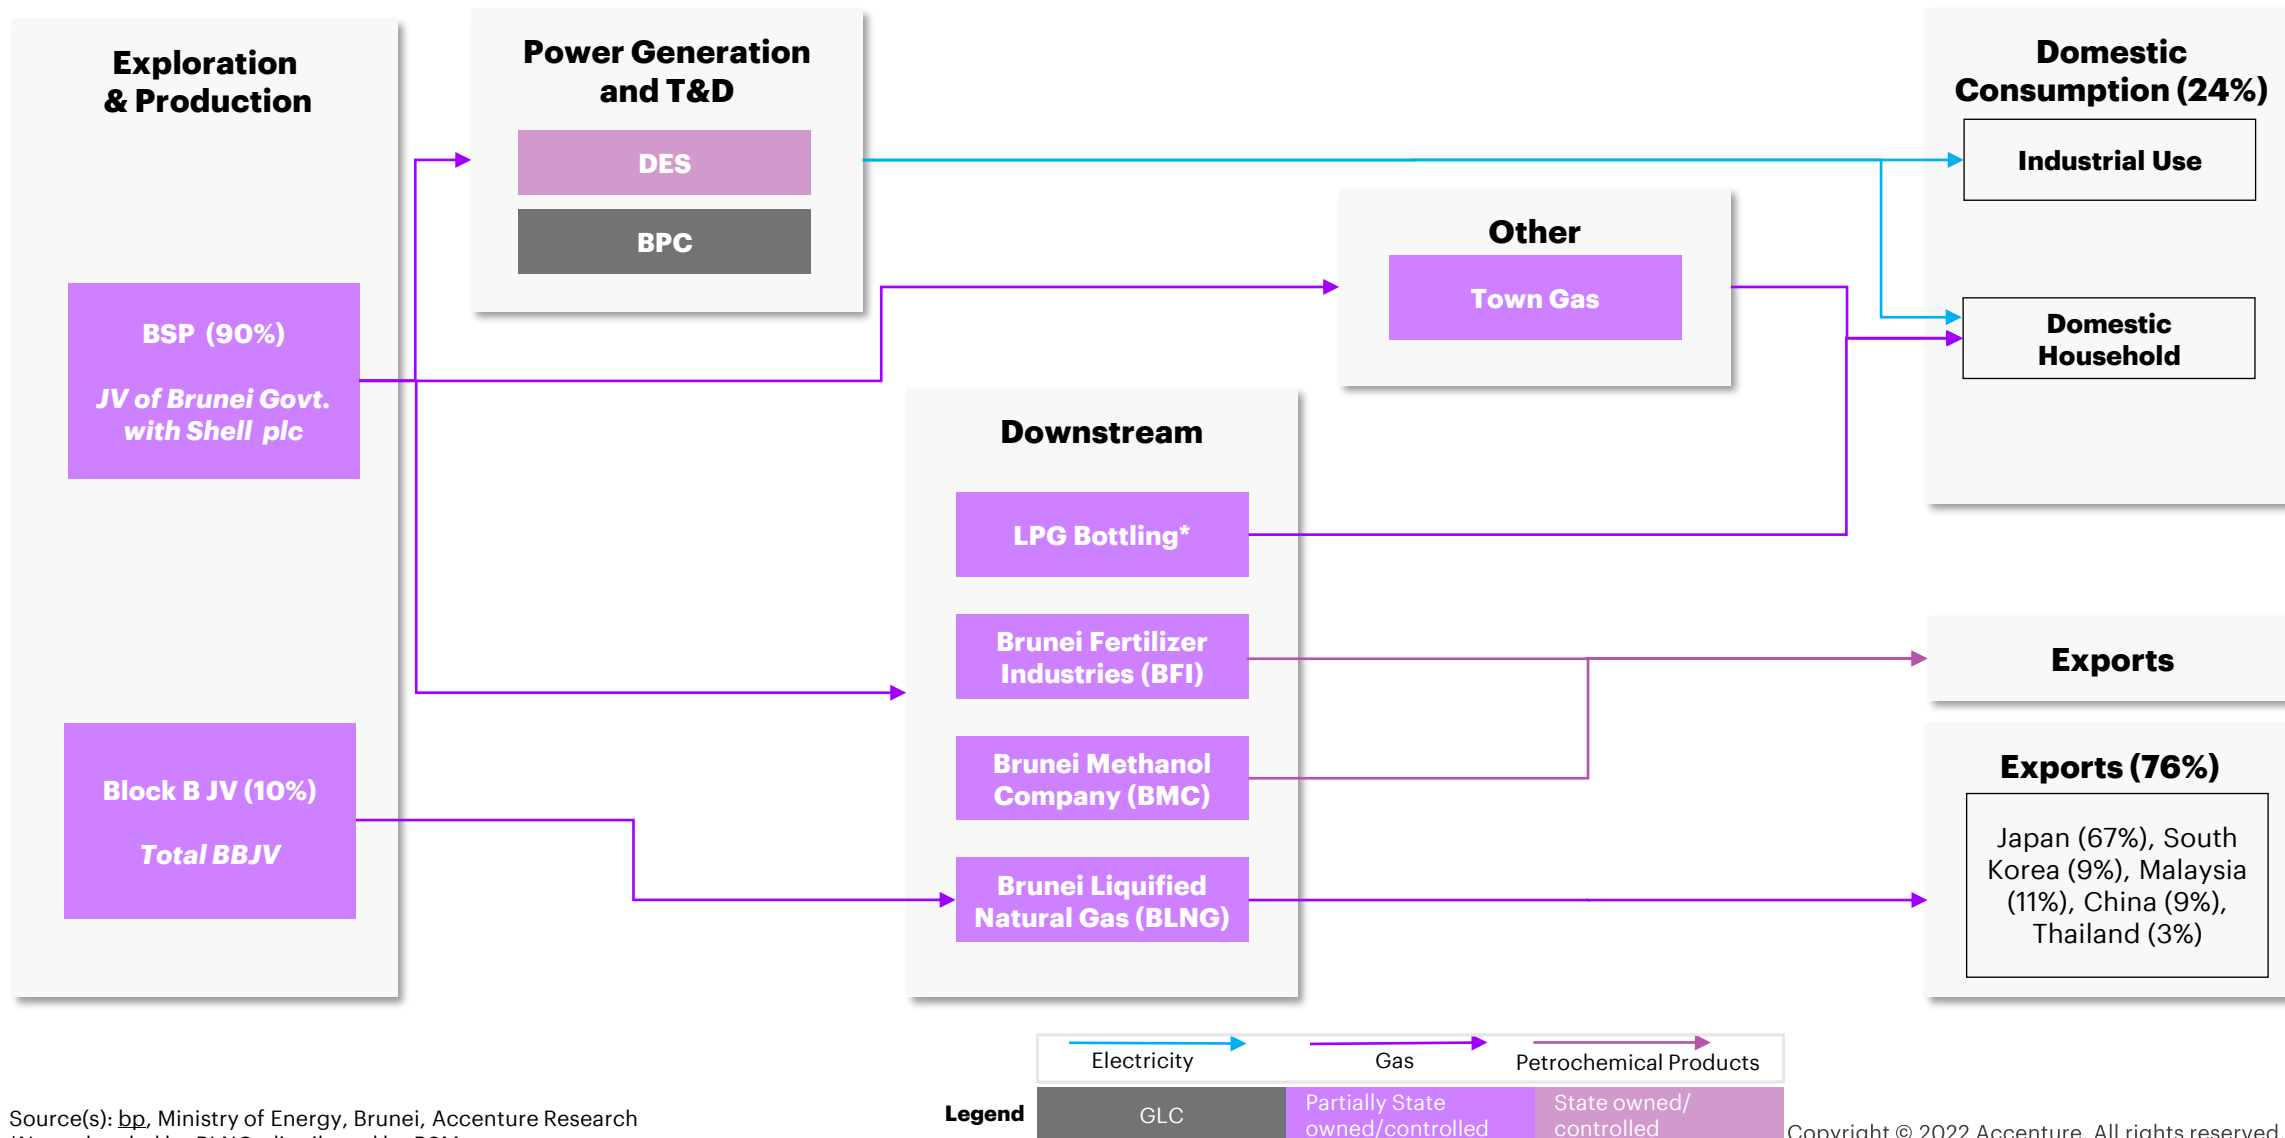 Exploration
& Production
BSP (90%)
JV of Brunei Govt.
with Shell plc
Block B JV (10%)
Total BBJV
Power Generation
and T&D
DES
BPC
Other
Town Gas
Downstream
LPG Bottling*
Brunei Fertilizer
Industries (BFI)
Brunei Methanol
Company (BMC)
Brunei Liquified
Natural Gas (BLNG)
Domestic
Consumption (24%)
Industrial Use
Domestic
Household
Exports
Exports (76%)
Japan (67%), South
Korea (9%), Malaysia
(11%), China (9%),
Thailand (3%)
Electricity
Gas
Petrochemical Products
Legend
GLC
Partially State
owned/controlled
State owned/
controlled
Source(s): bp, Ministry of Energy, Brunei, Accenture Research
Copyright © 2022 Accenture. All rights reserved